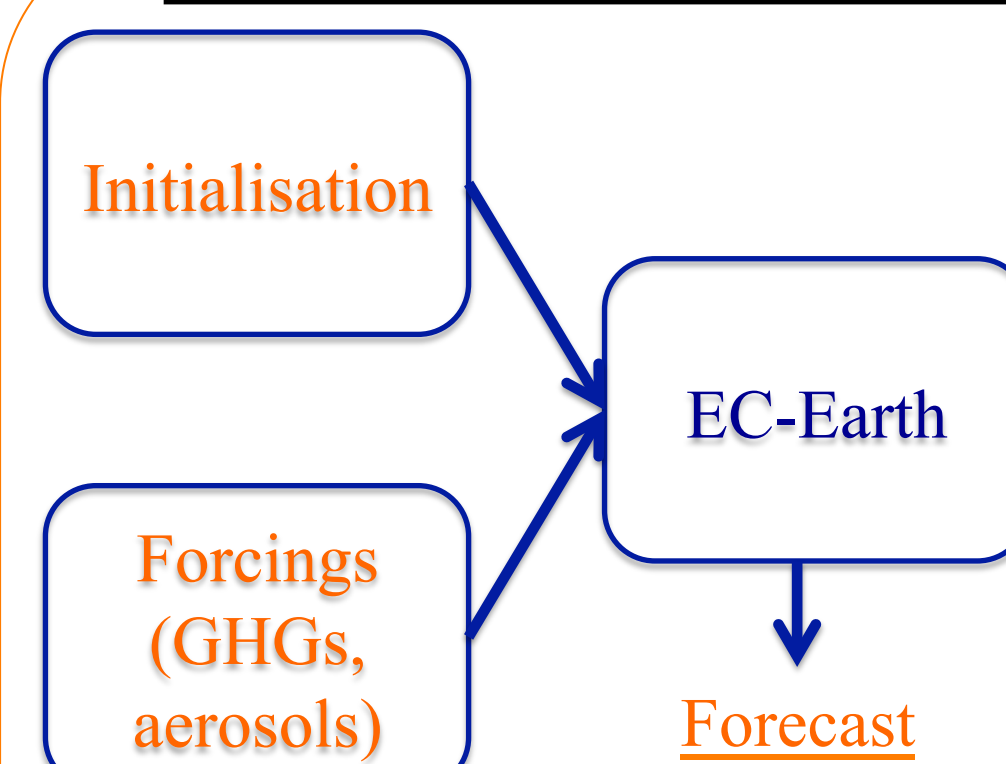 Initialisation
EC-Earth
Forcings
(GHGs,
aerosols)
Forecast